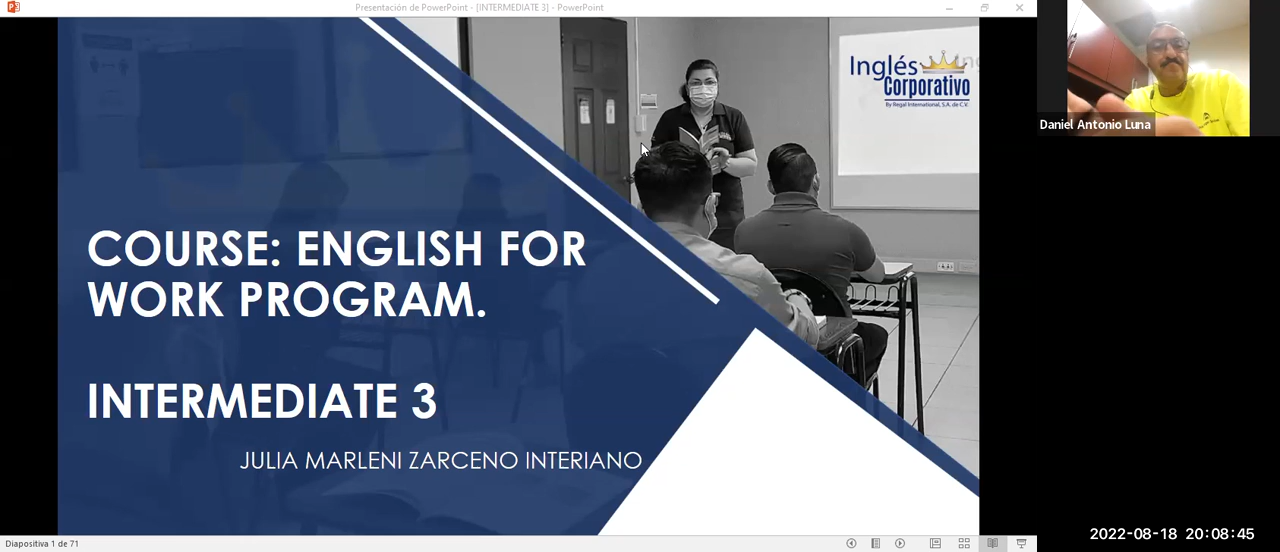 Presentación de PowerPoint - [INTERMEDIATE 3] - PowerPoint
Inglés
Corporativo
By Regal International, S.A. de C.V.
Daniel Antonio Luna
COURSE: ENGLISH FOR
WORK PROGRAM.
INTERMEDIATE 3
JULIA MARLENI ZARCENO INTERIANO
Diapositiva 1 de 71
2022-08-18 20:08:45